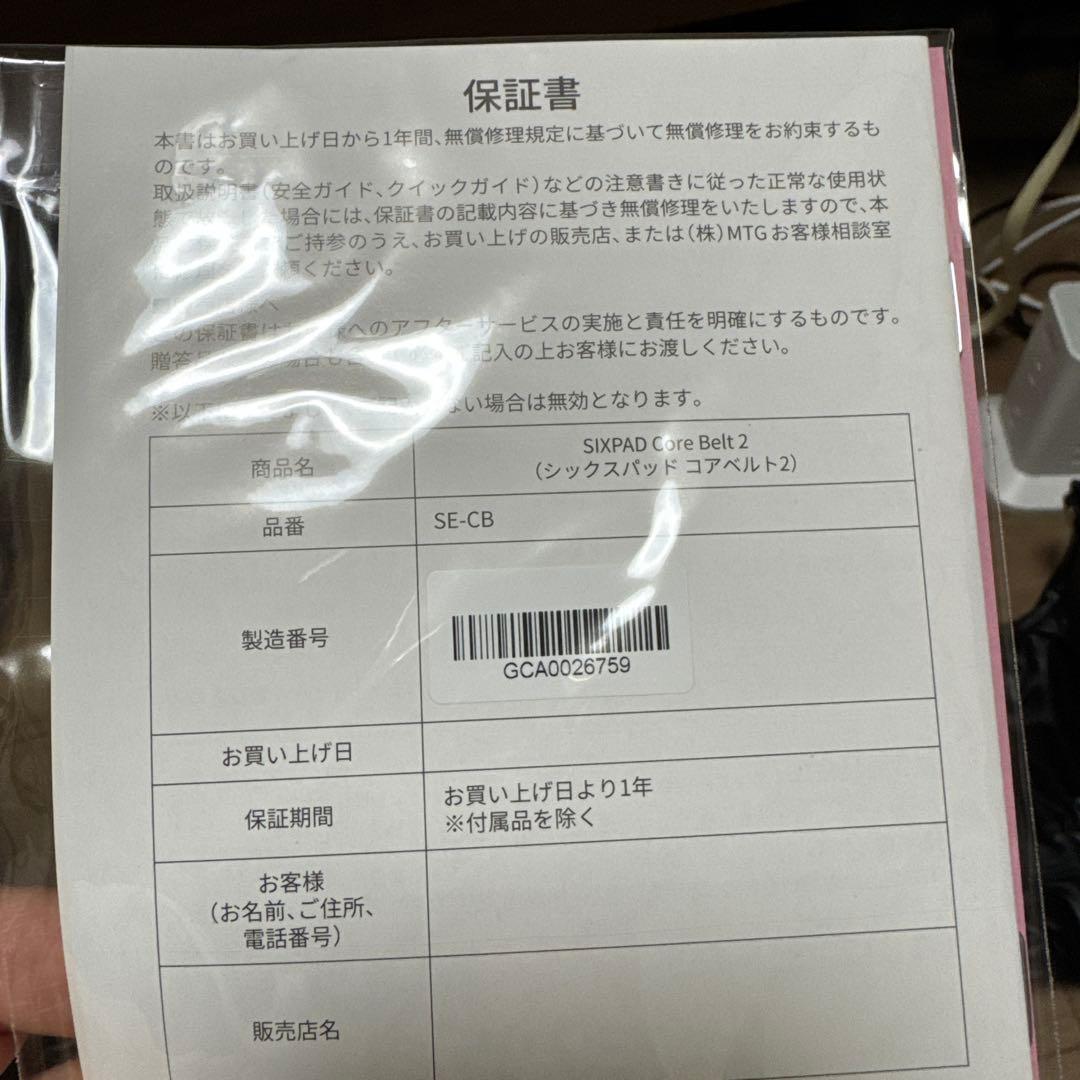 保証書
本書はお買い上げ日から1年間、無償修理規定に基づいて無償修理をお約束するも
のです。
取扱説明書（安全ガイド、クイックガイド）などの注意書きに従った正常な使用状
場合には、保証書の記載内容に基づき無償修理をいたしますので、本
ご持参のうえ、お買い上げの販売店、または（株）MTGお客様相談室
ください。
この保証書は へのアフターサービスの実施と責任を明確にするものです。
記入の上お客様にお渡しください。
※以下 ない場合は無効となります。
商品名
SIXPAD Core Belt 2
（シックスパッド コアベルト2）
品番
SE-CB
製造番号
GCA0026759
お買い上げ日
保証期間
お買い上げ日より1年
※付属品を除く
お客様
（お名前、ご住所、
電話番号）
販売店名